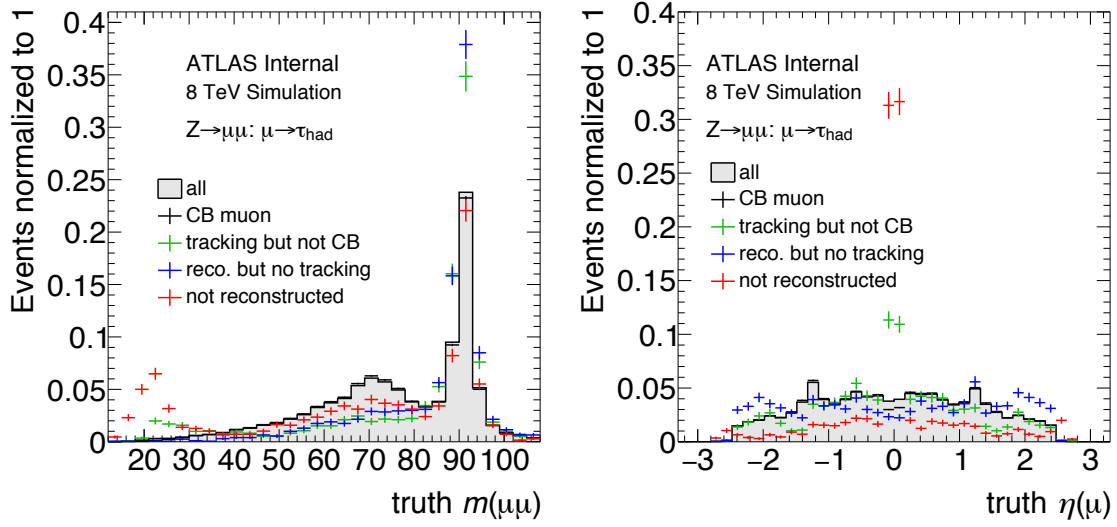 Events normalized to 1
0.4
0.35
0.3
0.25
0.2
0.15
0.1
0.05
0
ATLAS Internal
8 TeV Simulation
Z→μμ: μ→τhad
all
CB muon
tracking but not CB
reco. but no tracking
not reconstructed
20 30 40 50 60 70 80 90 100
truth m(μμ)
Events normalized to 1
0.4
0.35
0.3
0.25
0.2
0.15
0.1
0.05
0
ATLAS Internal
8 TeV Simulation
Z→μμ: μ→τhad
all
CB muon
tracking but not CB
reco. but no tracking
not reconstructed
−3 −2 −1 0 1 2 3
truth η(μ)